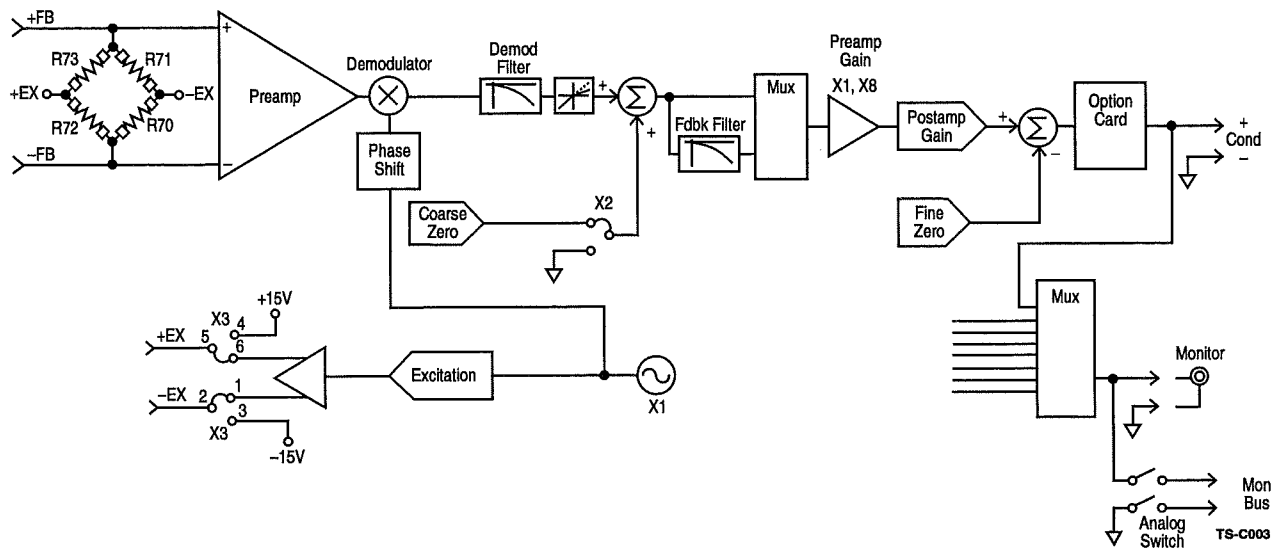 +FB
R73
R71
+EX
−EX
R72
R70
−FB
+
Preamp
−
Demodulator
Phase
Shift
Demod
Filter
+
Σ
+
Fdbk Filter
Mux
Preamp
Gain
X1, X8
Postamp
Gain
+
Σ
−
Option
Card
+
Cond
−
Coarse
Zero
X2
Fine
Zero
+15V
X3
4
+EX
5
6
−EX
2
1
3
X3
−15V
Excitation
X1
Mux
Monitor
Mon
Bus
Analog
Switch
TS-C003